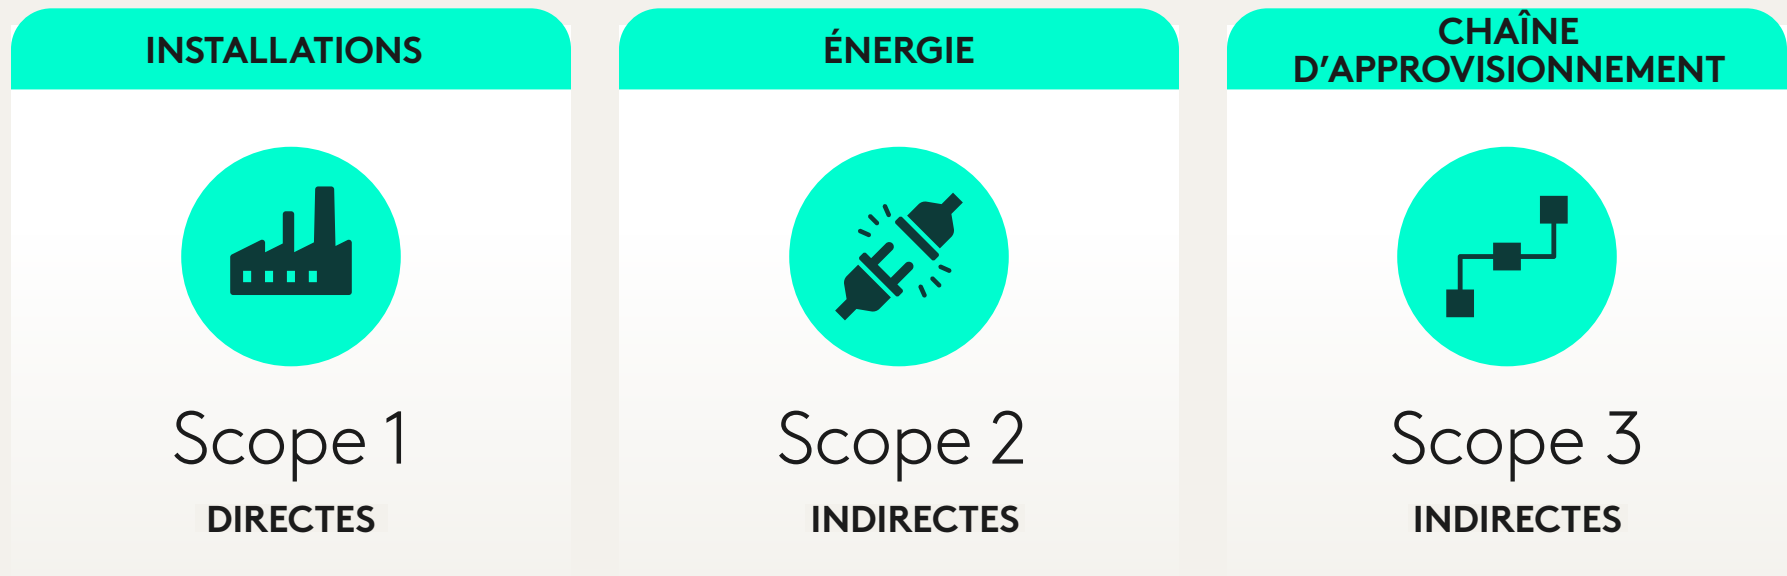 INSTALLATIONS
Scope 1
DIRECTES
ÉNERGIE
Scope 2
INDIRECTES
CHAÎNE
D’APPROVISIONNEMENT
Scope 3
INDIRECTES